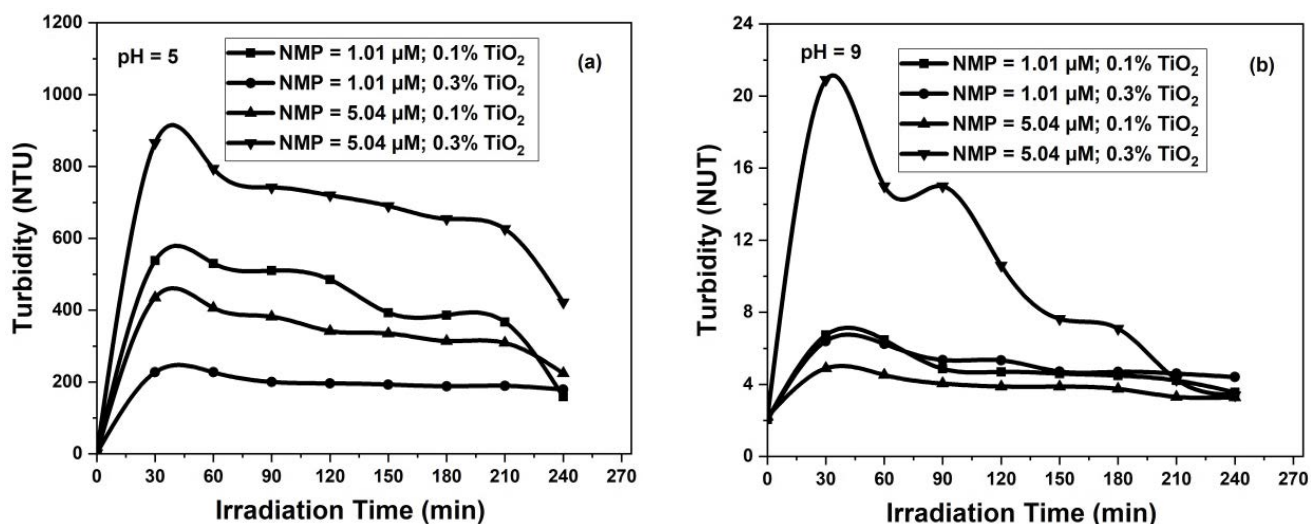 pH = 5
(a)
NMP = 1.01 µM; 0.1% TiO₂
NMP = 1.01 µM; 0.3% TiO₂
NMP = 5.04 µM; 0.1% TiO₂
NMP = 5.04 µM; 0.3% TiO₂
Turbidity (NTU)
1200
1000
800
600
400
200
0
0 30 60 90 120 150 180 210 240 270
Irradiation Time (min)
pH = 9
(b)
NMP = 1.01 µM; 0.1% TiO₂
NMP = 1.01 µM; 0.3% TiO₂
NMP = 5.04 µM; 0.1% TiO₂
NMP = 5.04 µM; 0.3% TiO₂
Turbidity (NUT)
24
20
16
12
8
4
0
0 30 60 90 120 150 180 210 240 270
Irradiation Time (min)